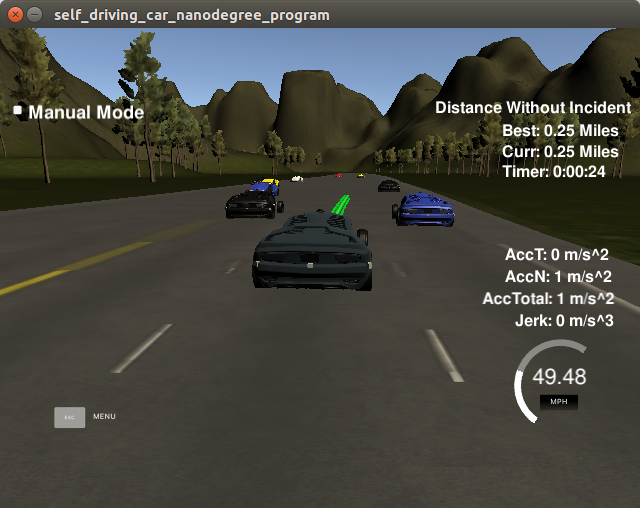 self_driving_car_nanodegree_program
Manual Mode
Distance Without Incident
Best: 0.25 Miles
Curr: 0.25 Miles
Timer: 0:00:24
AccT: 0 m/s^2
AccN: 1 m/s^2
AccTotal: 1 m/s^2
Jerk: 0 m/s^3
49.48
MPH
ESC MENU